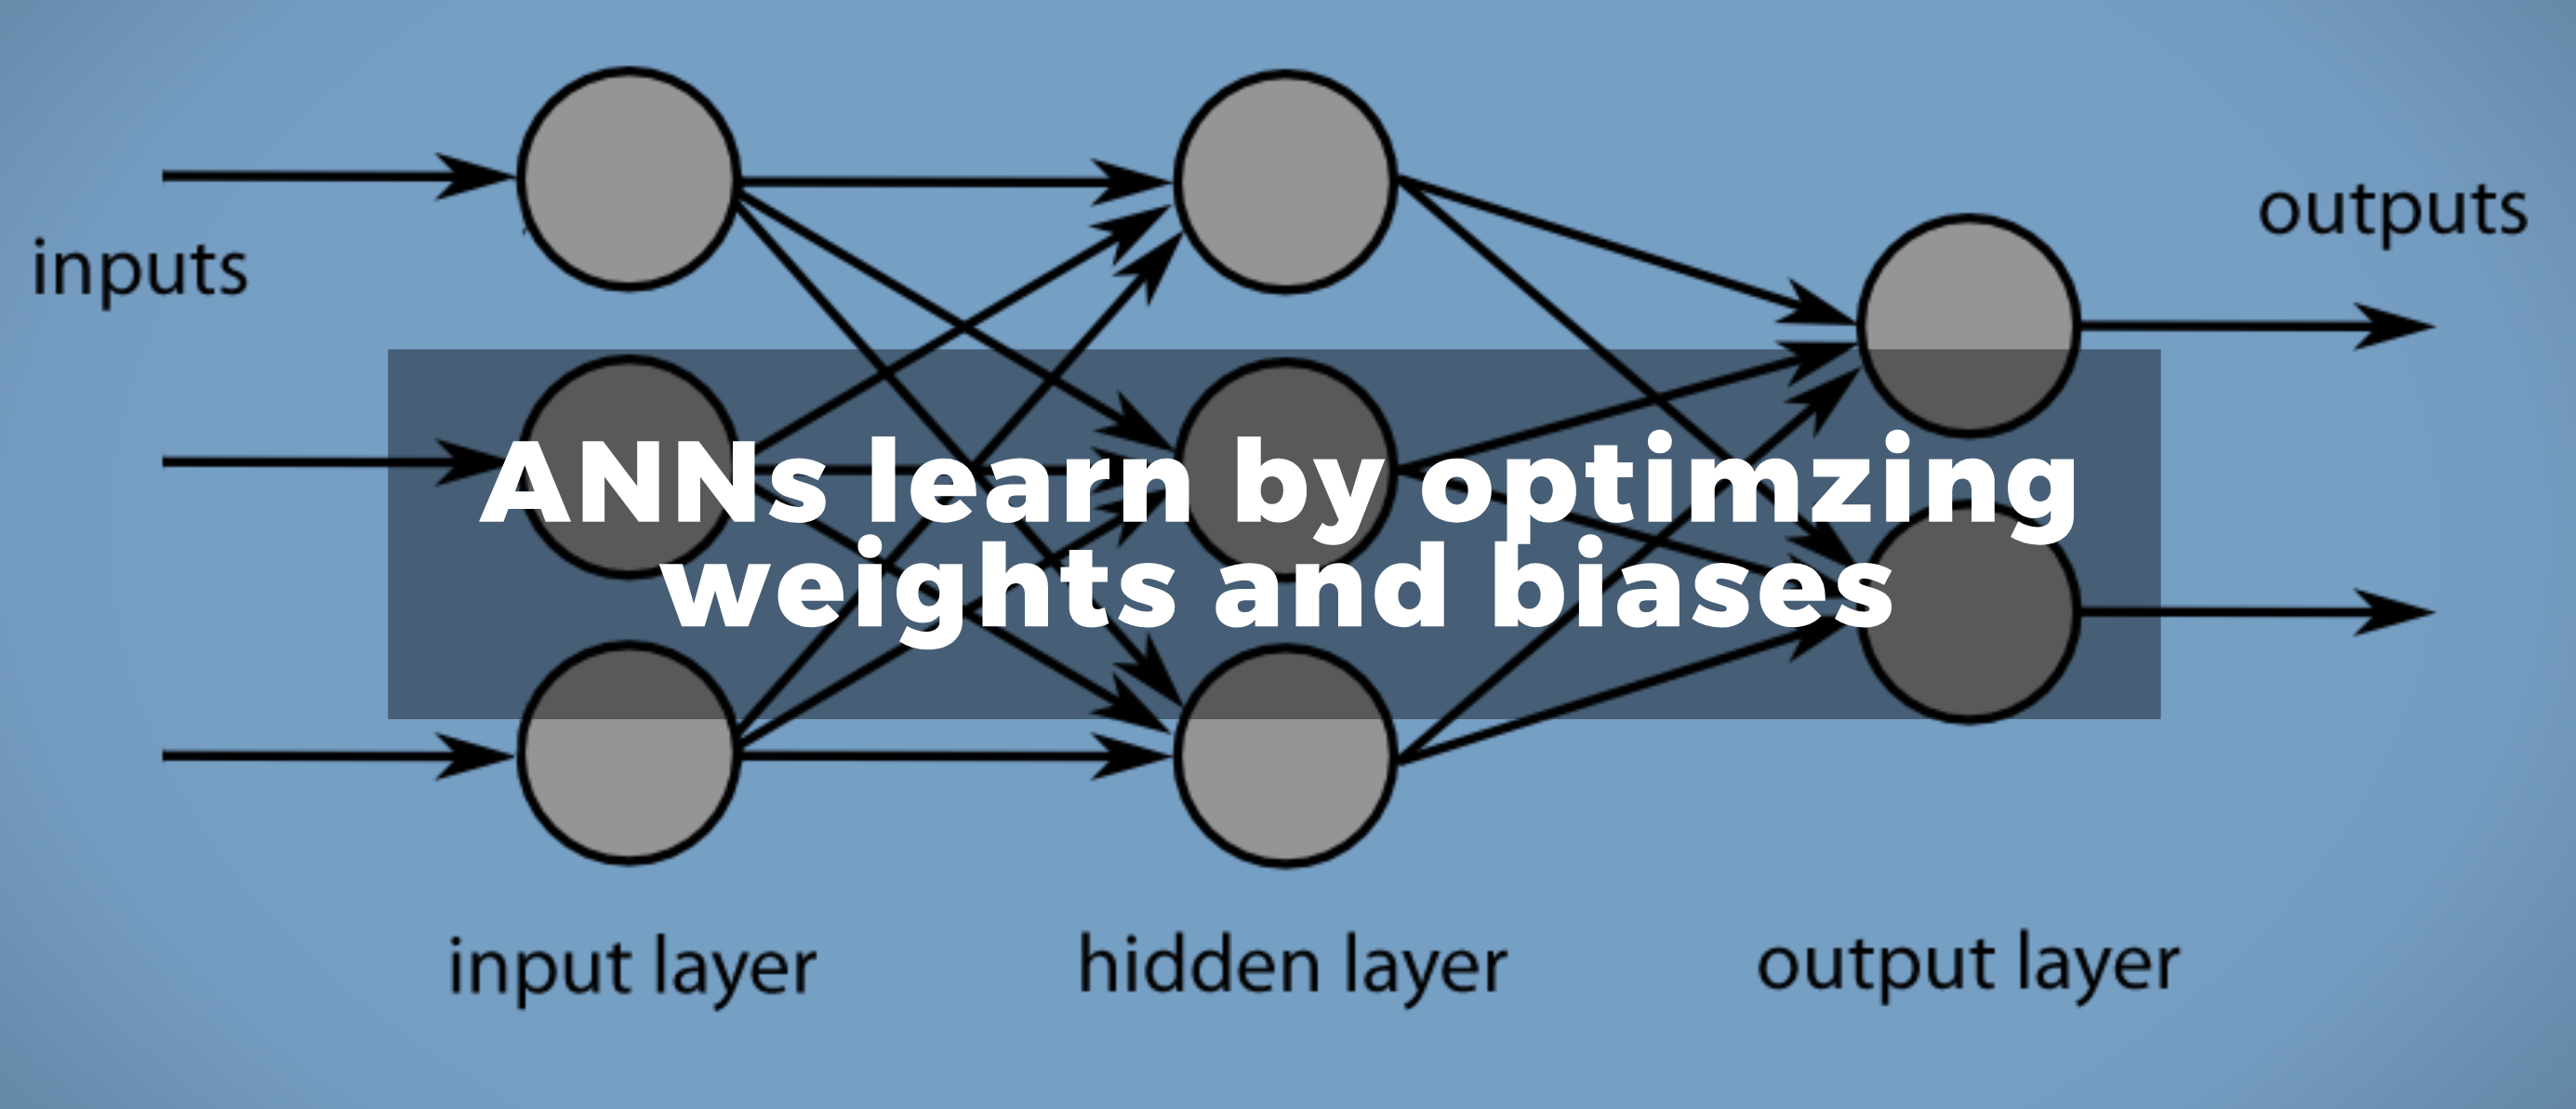 inputs
outputs
ANNs learn by optimzing
weights and biases
input layer
hidden layer
output layer